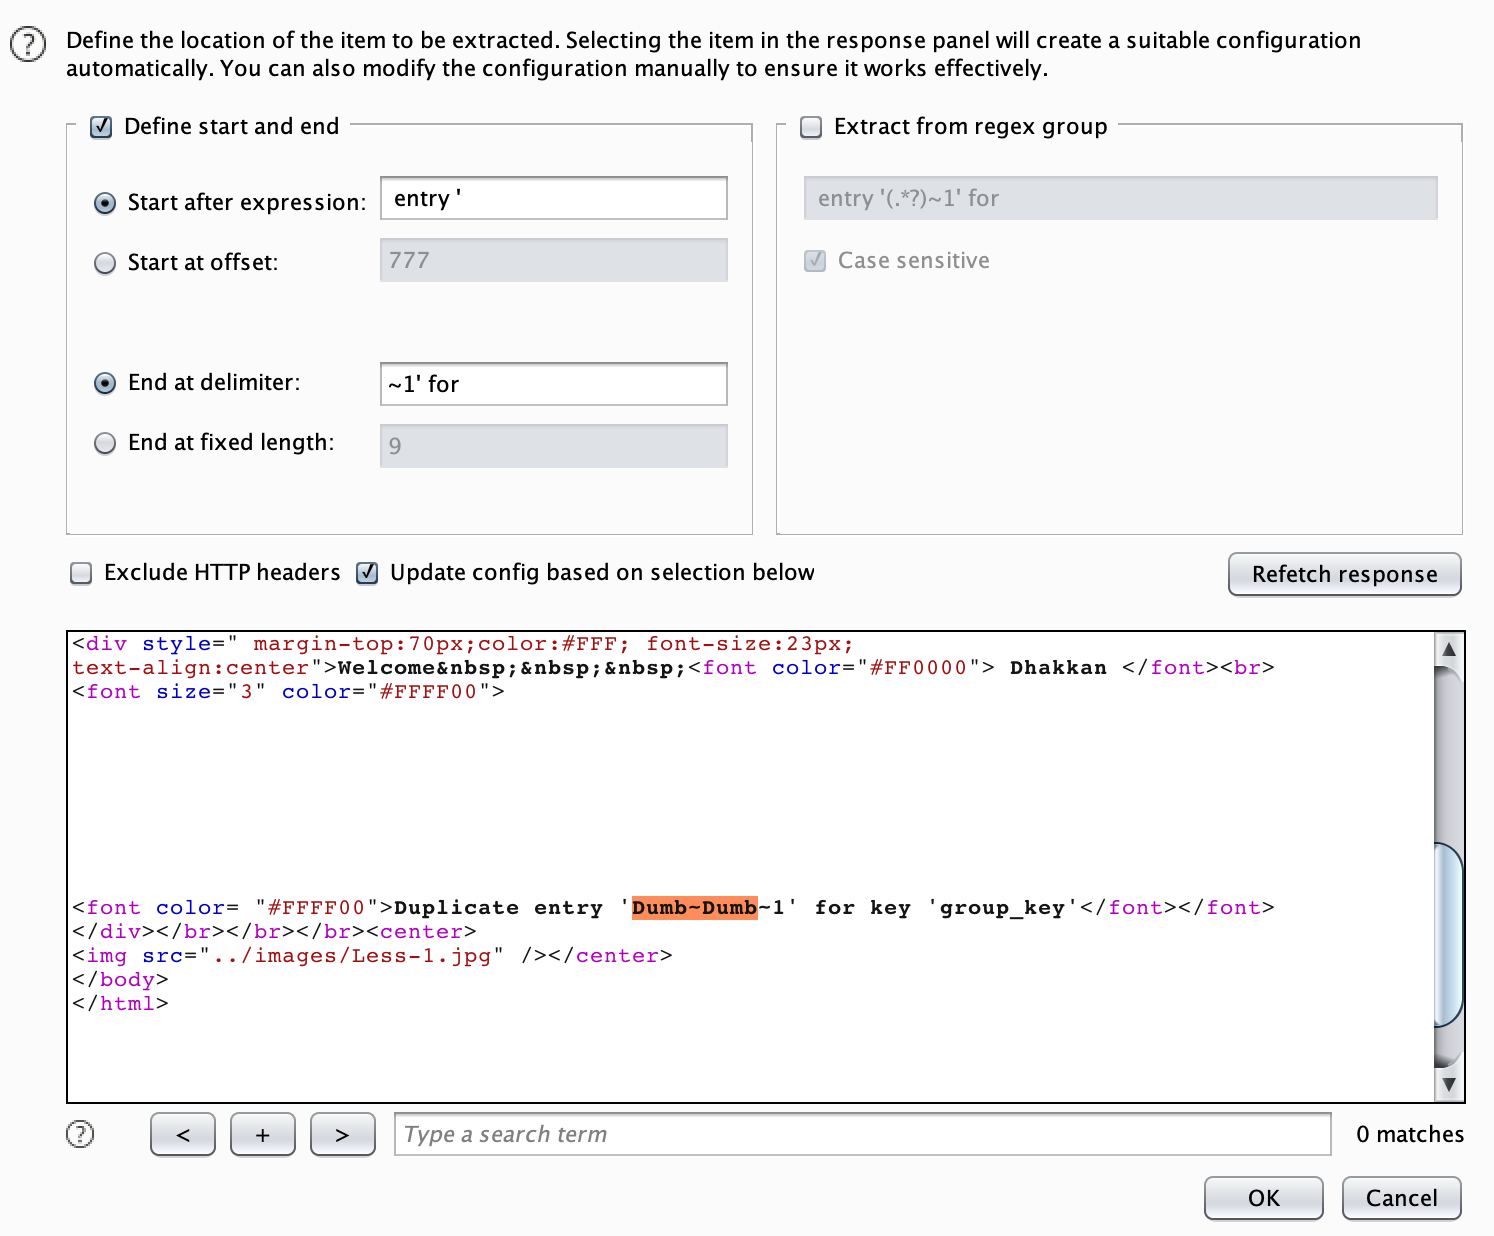 Define the location of the item to be extracted. Selecting the item in the response panel will create a suitable configuration
automatically. You can also modify the configuration manually to ensure it works effectively.
Define start and end
Start after expression: entry '
Start at offset: 777
End at delimiter: ~1' for
End at fixed length: 9
Extract from regex group
entry '(.*?)~1' for
Case sensitive
Exclude HTTP headers Update config based on selection below Refetch response
<div style=" margin-top:70px;color:#FFF; font-size:23px;
text-align:center">Welcome&nbsp;&nbsp;&nbsp;<font color="#FF0000"> Dhakkan </font><br>
<font size="3" color="#FFFF00">
<font color= "#FFFF00">Duplicate entry 'Dumb~Dumb~1' for key 'group_key'</font></font>
</div></br></br></br><center>
<img src="../images/Less-1.jpg" /></center>
</body>
</html>
? < + > Type a search term 0 matches
OK Cancel